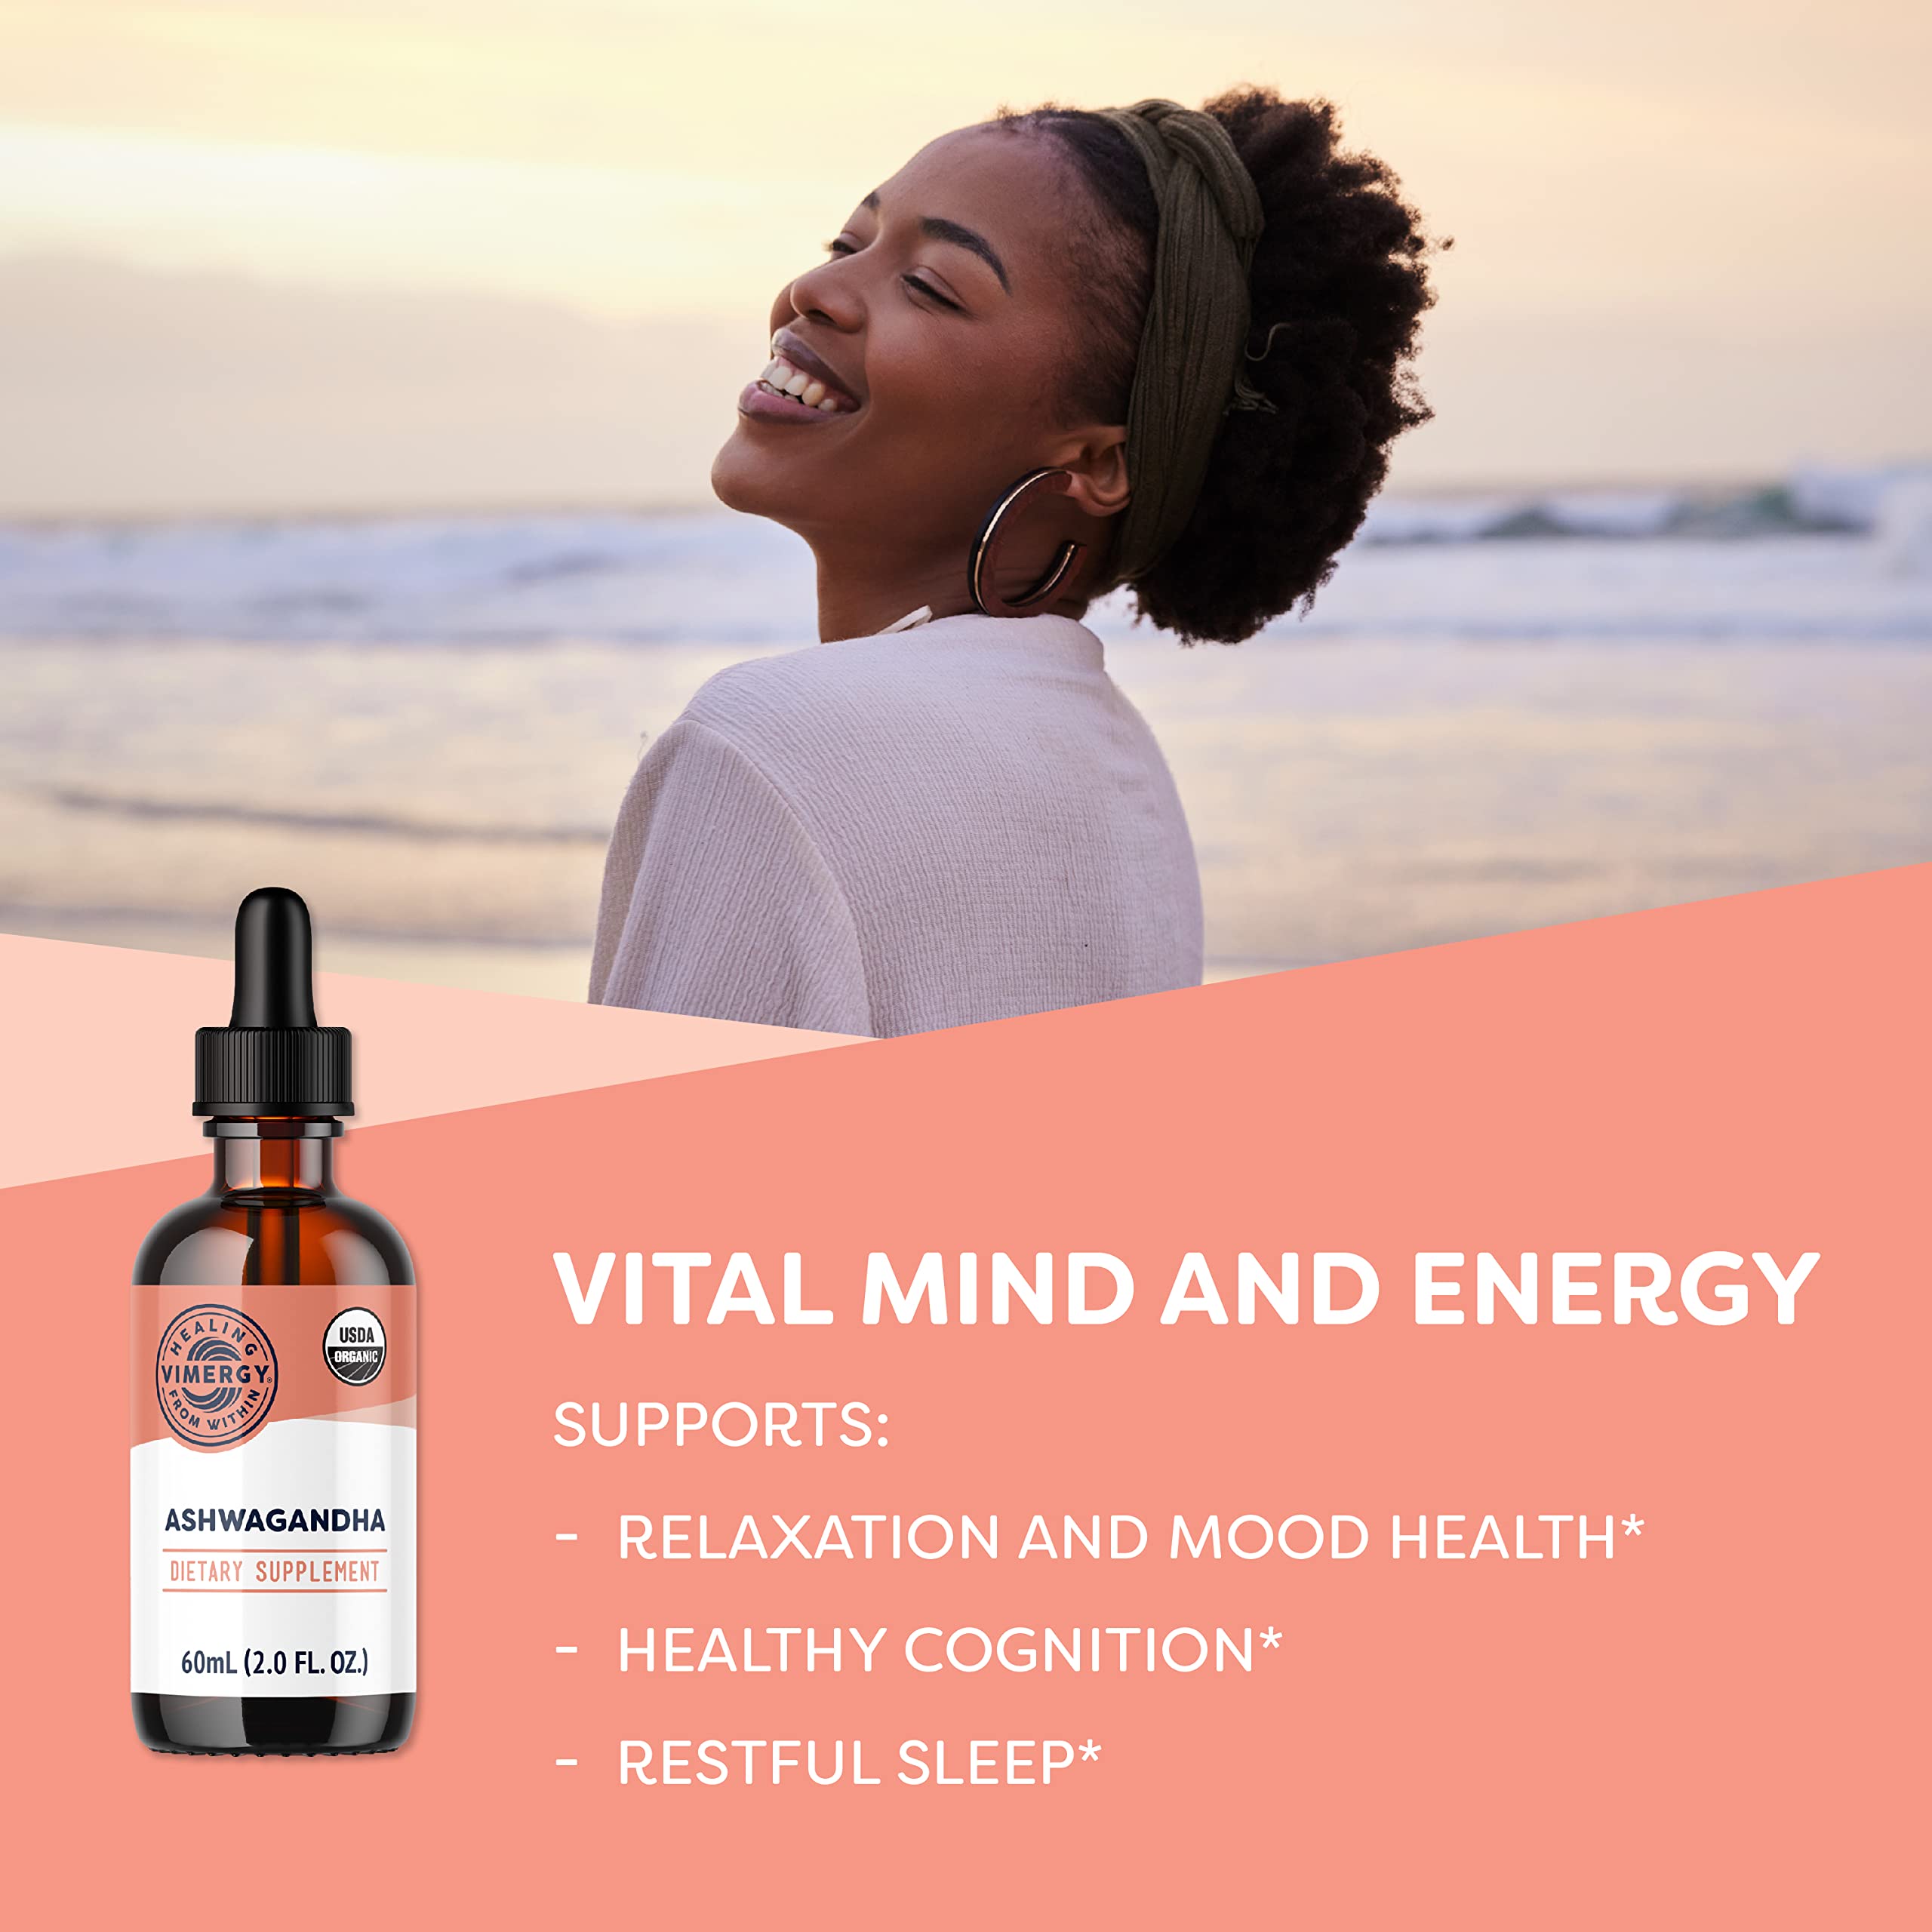 VITAL MIND AND ENERGY
SUPPORTS:
- RELAXATION AND MOOD HEALTH*
- HEALTHY COGNITION*
- RESTFUL SLEEP*
HEALING
VIMERGY®
FROM WITHIN
USDA
ORGANIC
ASHWAGANDHA
DIETARY SUPPLEMENT
60mL (2.0 FL. OZ.)